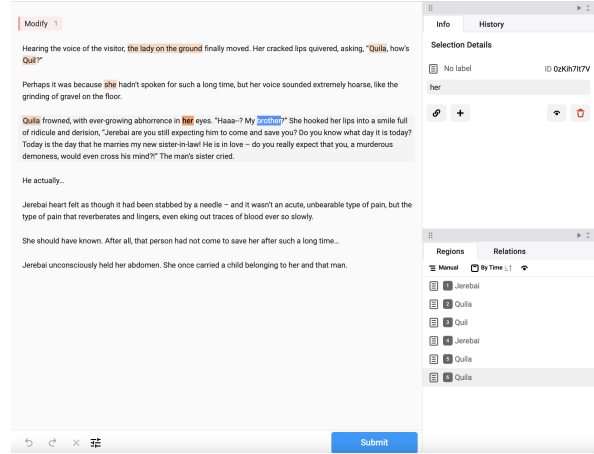 Modify 1
Hearing the voice of the visitor, the lady on the ground finally moved. Her cracked lips quivered, asking, “Quila, how's
Quil?”
Perhaps it was because she hadn't spoken for such a long time, but her voice sounded extremely hoarse, like the
grinding of gravel on the floor.
Quila frowned, with ever-growing abhorrence in her eyes. “Haaa–? My brother?” She hooked her lips into a smile full
of ridicule and derision, “Jerebai are you still expecting him to come and save you? Do you know what day it is today?
Today is the day that he marries my new sister-in-law! He is in love – do you really expect that you, a murderous
demoness, would even cross his mind?!” The man's sister cried.
He actually…
Jerebai heart felt as though it had been stabbed by a needle – and it wasn't an acute, unbearable type of pain, but the
type of pain that reverberates and lingers, even eking out traces of blood ever so slowly.
She should have known. After all, that person had not come to save her after such a long time…
Jerebai unconsciously held her abdomen. She once carried a child belonging to her and that man.
Submit
Info History
Selection Details
No label ID 0zKih7It7V
her
Regions Relations
Manual By Time
1 Jerebai
2 Quila
3 Quil
4 Jerebai
5 Quila
6 Quila